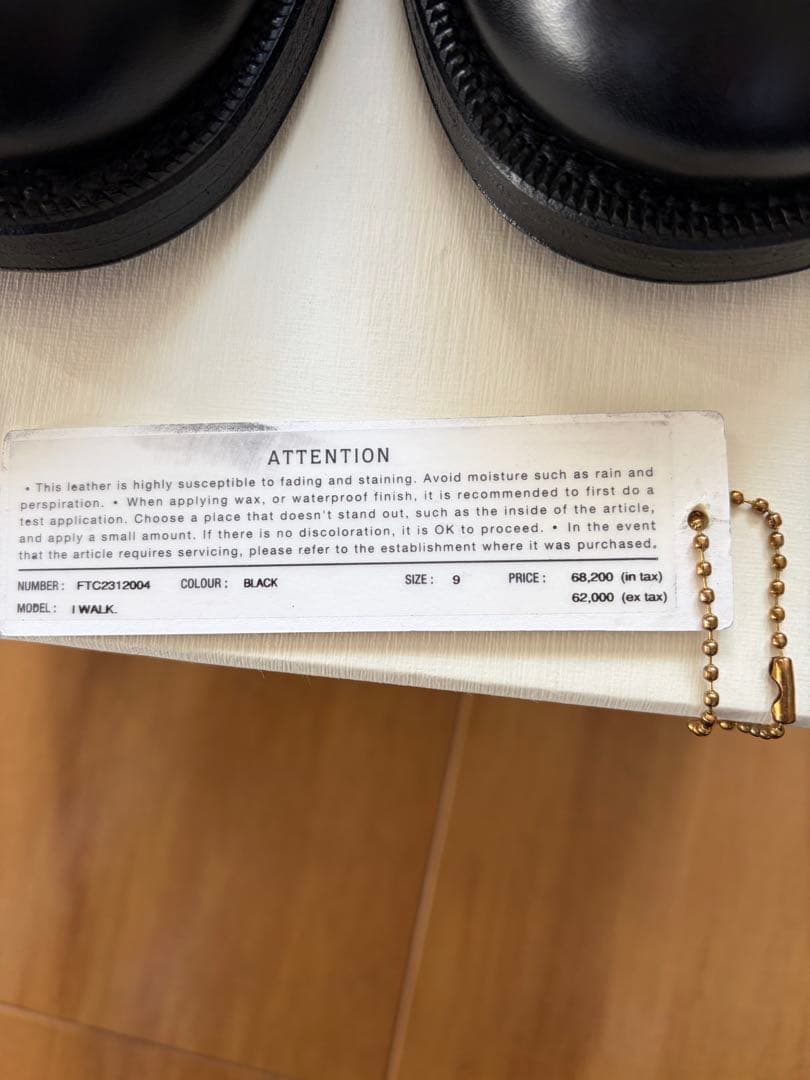 ATTENTION
• This leather is highly susceptible to fading and staining. Avoid moisture such as rain and
perspiration. • When applying wax, or waterproof finish, it is recommended to first do a
test application. Choose a place that doesn't stand out, such as the inside of the article,
and apply a small amount. If there is no discoloration, it is OK to proceed. • In the event
that the article requires servicing, please refer to the establishment where it was purchased.
NUMBER: FTC2312004 COLOUR: BLACK SIZE: 9 PRICE: 68,200 (in tax)
62,000 (ex tax)
MODEL: I WALK.